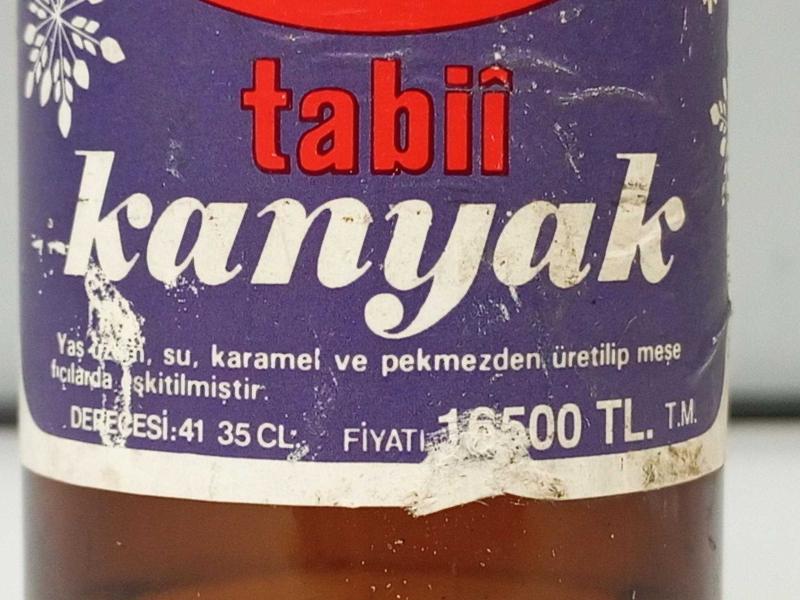 tabiî
kanyak
Yaş üzüm, su, karamel ve pekmezden üretilip meşe
fıçılarda eskitilmiştir.
DERECESİ:41 35 CL. FİYATI 500 TL. T.M.